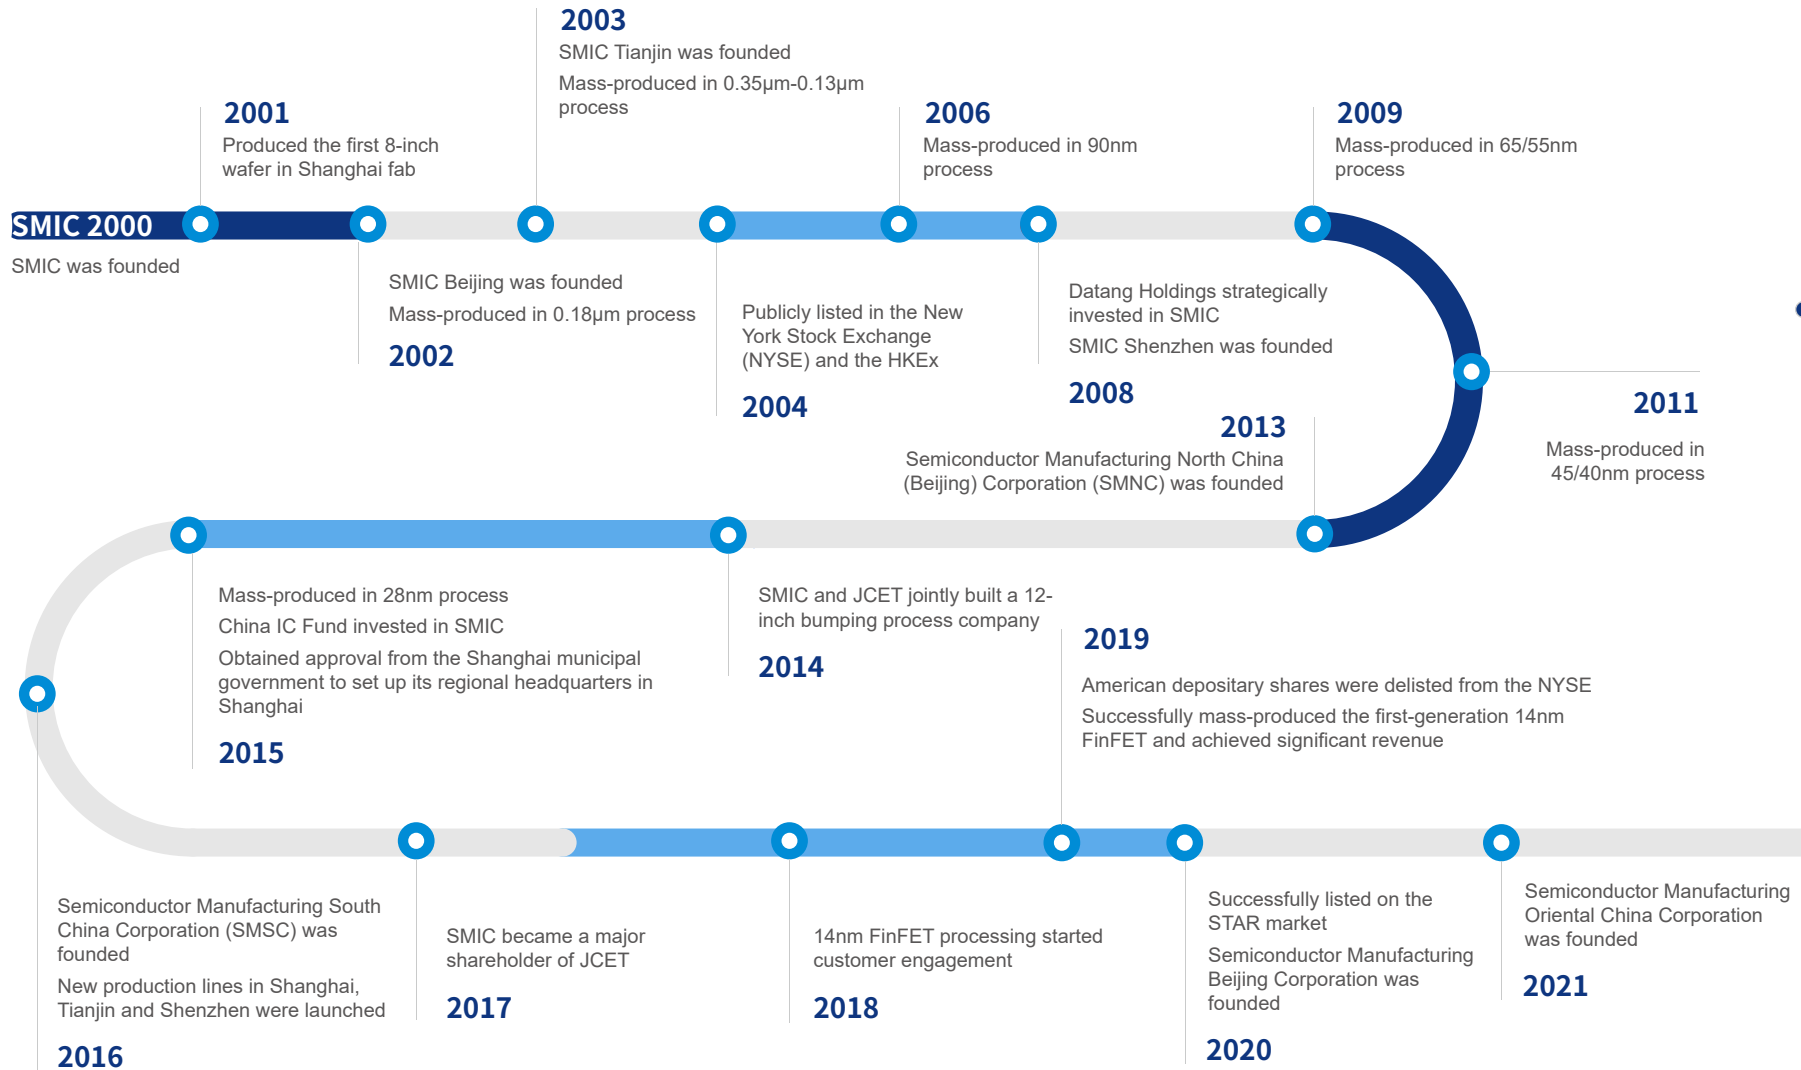 SMIC 2000
SMIC was founded
2001
Produced the first 8-inch
wafer in Shanghai fab
SMIC Beijing was founded
Mass-produced in 0.18μm process
2002
2003
SMIC Tianjin was founded
Mass-produced in 0.35μm-0.13μm
process
Publicly listed in the New
York Stock Exchange
(NYSE) and the HKEx
2004
2006
Mass-produced in 90nm
process
Datang Holdings strategically
invested in SMIC
SMIC Shenzhen was founded
2008
2009
Mass-produced in 65/55nm
process
2011
Mass-produced in
45/40nm process
2013
Semiconductor Manufacturing North China
(Beijing) Corporation (SMNC) was founded
SMIC and JCET jointly built a 12-
inch bumping process company
2014
Mass-produced in 28nm process
China IC Fund invested in SMIC
Obtained approval from the Shanghai municipal
government to set up its regional headquarters in
Shanghai
2015
Semiconductor Manufacturing South
China Corporation (SMSC) was
founded
New production lines in Shanghai,
Tianjin and Shenzhen were launched
2016
SMIC became a major
shareholder of JCET
2017
14nm FinFET processing started
customer engagement
2018
2019
American depositary shares were delisted from the NYSE
Successfully mass-produced the first-generation 14nm
FinFET and achieved significant revenue
Successfully listed on the
STAR market
Semiconductor Manufacturing
Beijing Corporation was
founded
2020
Semiconductor Manufacturing
Oriental China Corporation
was founded
2021